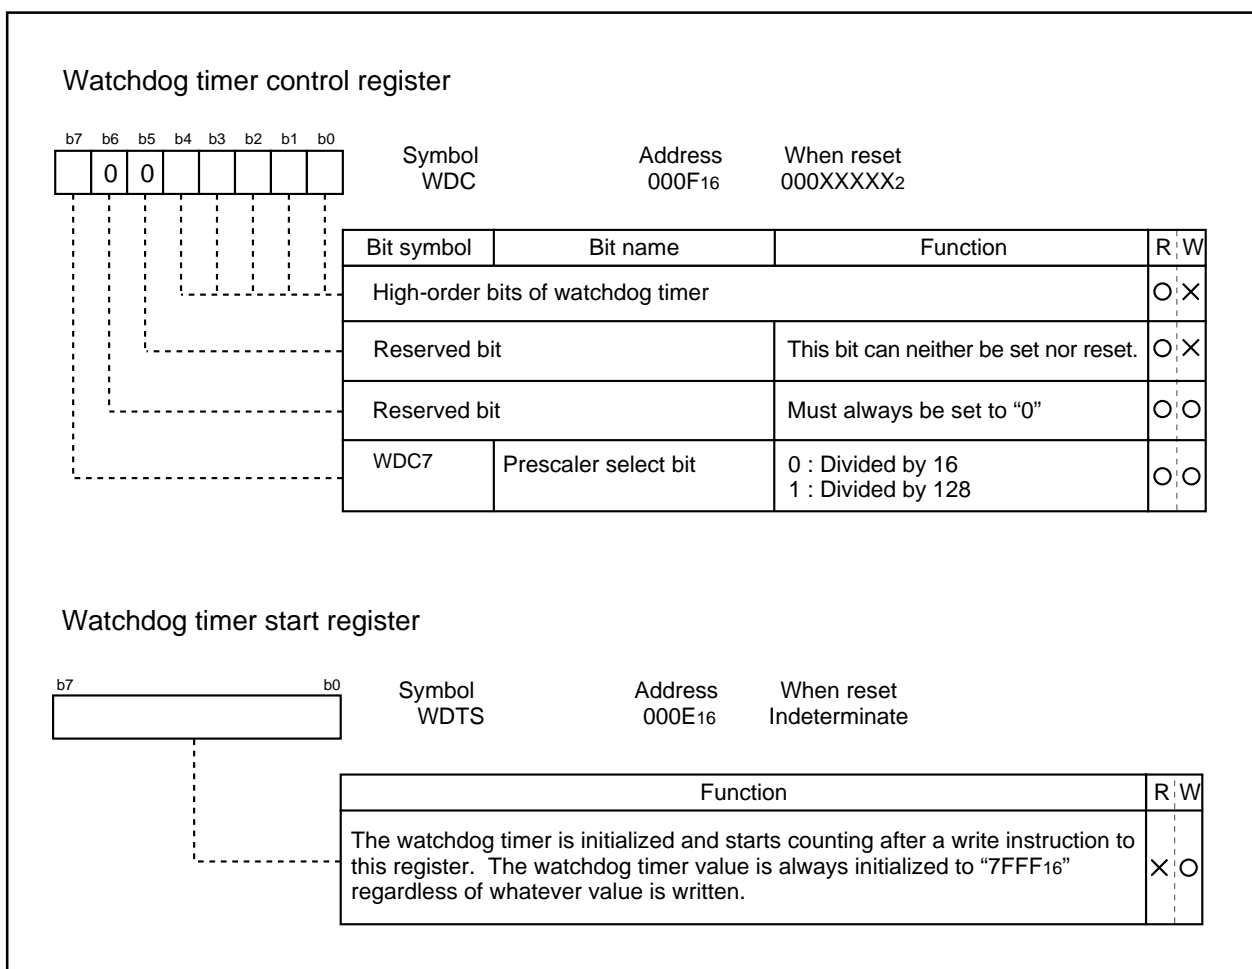 Watchdog timer control register
b7 b6 b5 b4 b3 b2 b1 b0
0 0
Symbol Address When reset
WDC 000F16 000XXXXX2
Bit symbol Bit name Function R W
High-order bits of watchdog timer
Reserved bit This bit can neither be set nor reset.
Reserved bit Must always be set to “0”
WDC7 Prescaler select bit 0 : Divided by 16
1 : Divided by 128
Watchdog timer start register
b7 b0
Symbol Address When reset
WDTS 000E16 Indeterminate
Function R W
The watchdog timer is initialized and starts counting after a write instruction to
this register. The watchdog timer value is always initialized to “7FFF16”
regardless of whatever value is written.